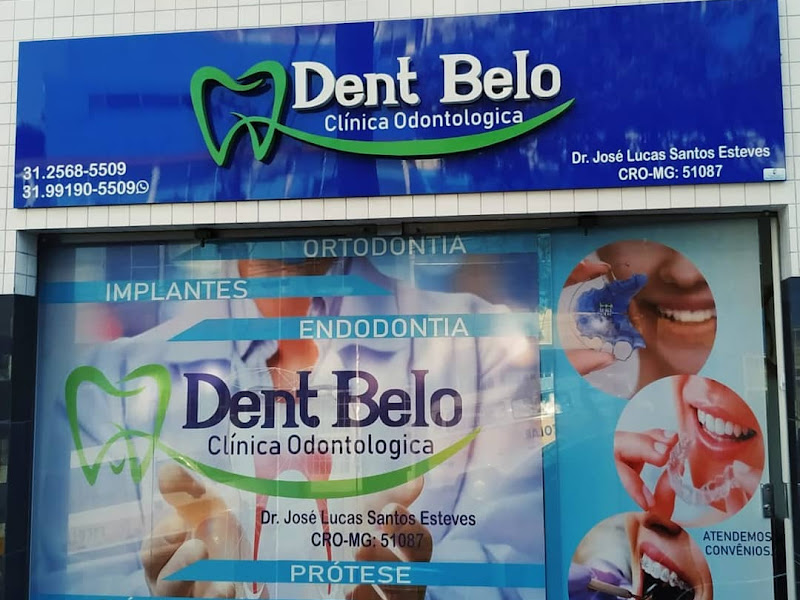 Dent Belo
Clínica Odontologica
31.2568-5509
31.99190-5509
Dr. José Lucas Santos Esteves
CRO-MG: 51087
ORTODONTIA
IMPLANTES
ENDODONTIA
Dent Belo
Clínica Odontologica
Dr. José Lucas Santos Esteves
CRO-MG: 51087
PRÓTESE
ATENDEMOS
CONVÊNIOS.